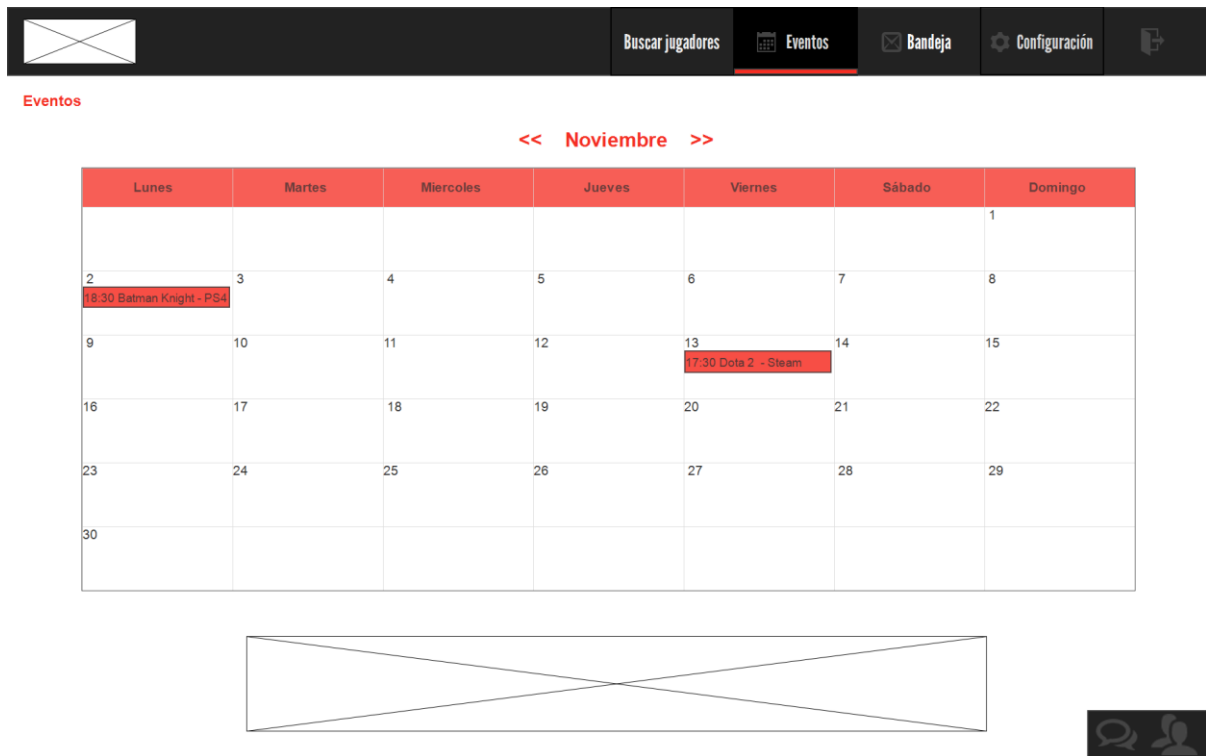 Buscar jugadores Eventos Bandeja Configuración
Eventos
<< Noviembre >>
Lunes Martes Miercoles Jueves Viernes Sábado Domingo
1
2 3 4 5 6 7 8
18:30 Batman Knight - PS4
9 10 11 12 13 14 15
17:30 Dota 2 - Steam
16 17 18 19 20 21 22
23 24 25 26 27 28 29
30